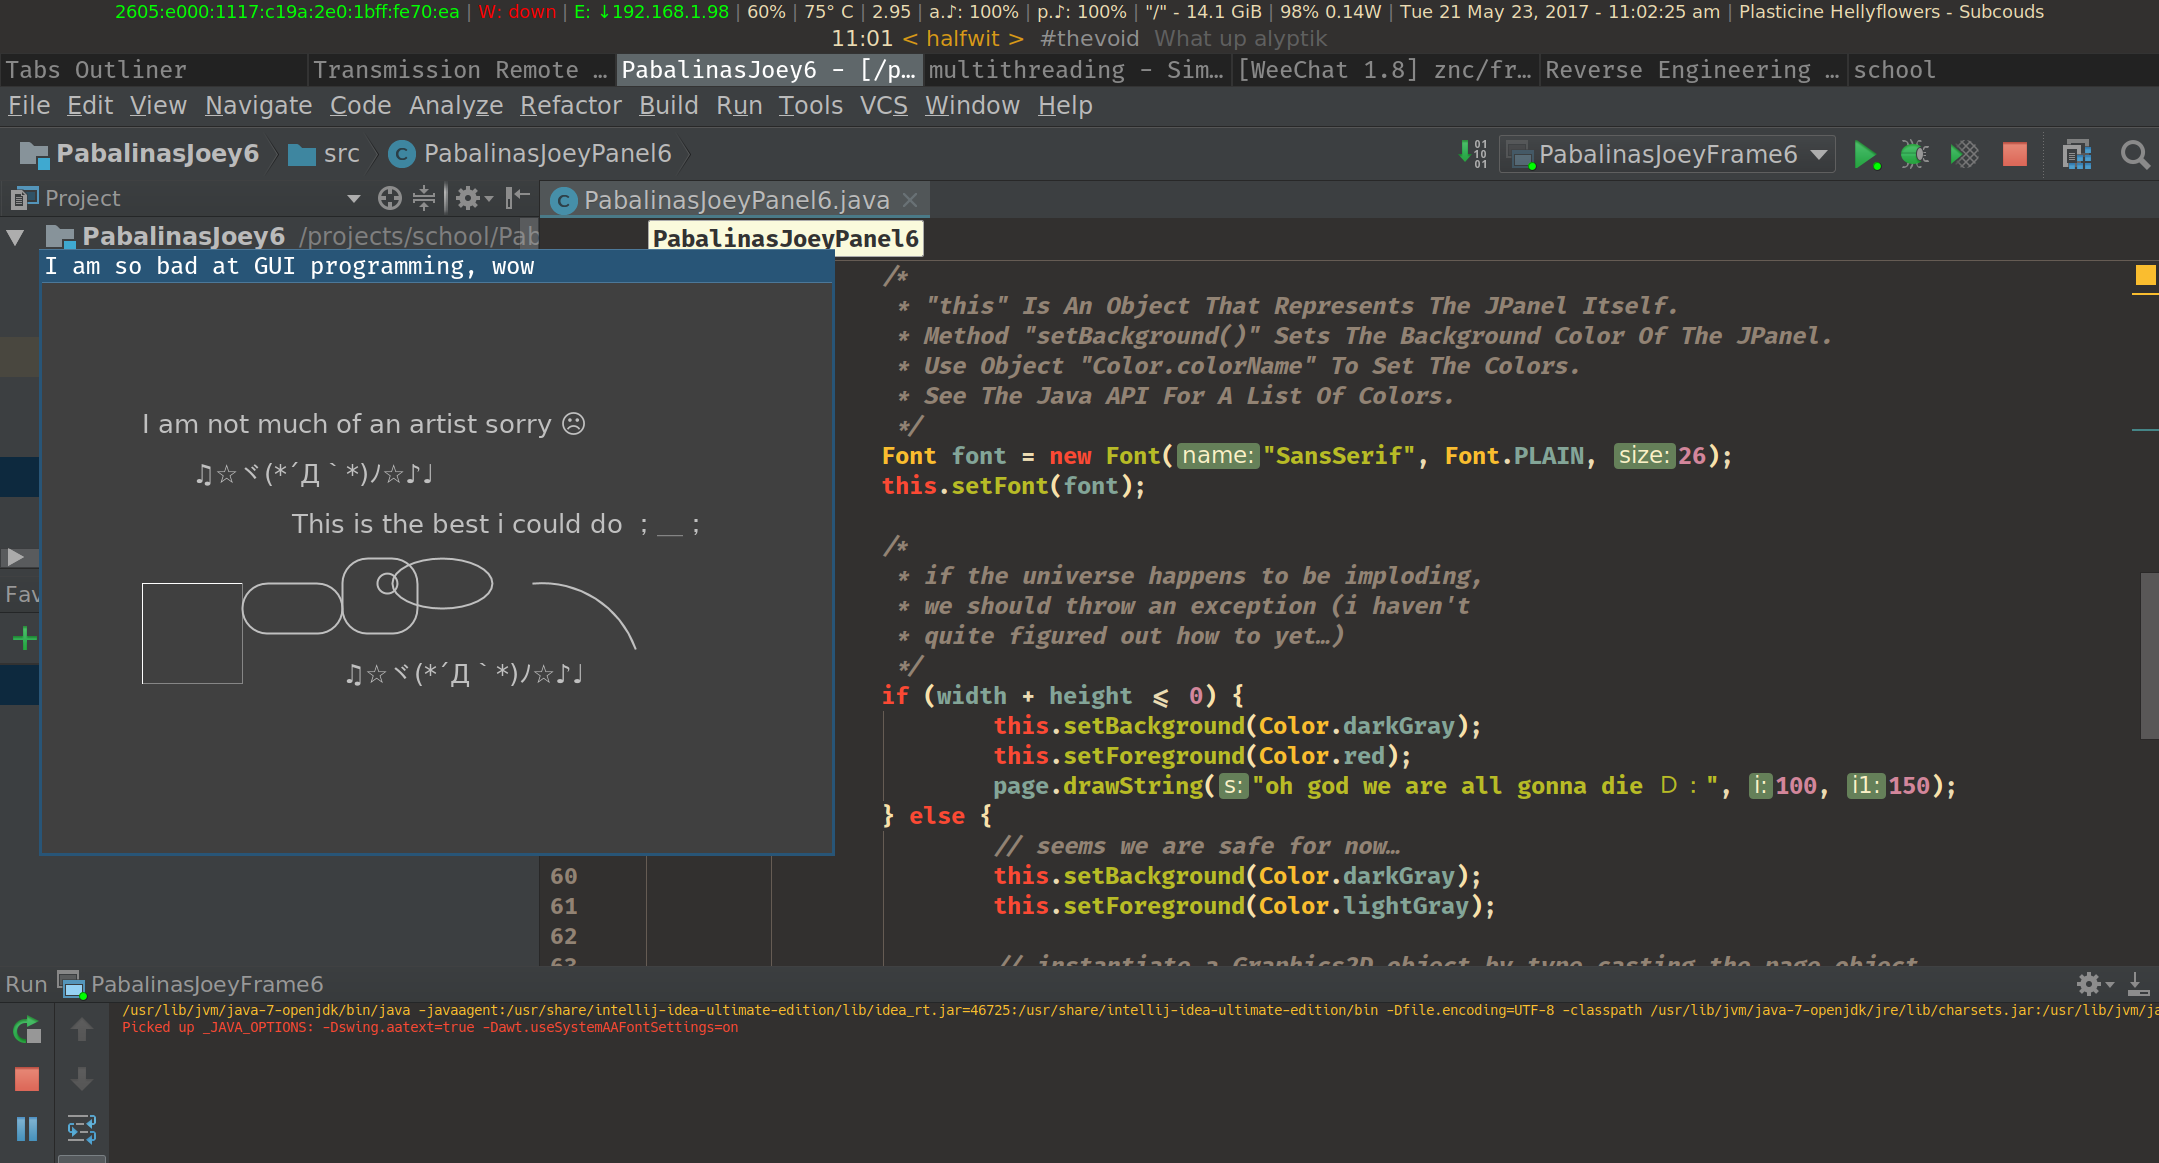 2605:e000:1117:c19a:2e0:1bff:fe70:ea | W: down | E: ↓192.168.1.98 | 60% | 75° C | 2.95 | a.♪: 100% | p.♪: 100% | "/" - 14.1 GiB | 98% 0.14W | Tue 21 May 23, 2017 - 11:02:25 am | Plasticine Hellyflowers - Subcouds
11:01 < halfwit > #thevoid What up alyptik
Tabs Outliner
Transmission Remote …
PabalinasJoey6 – [/p…
multithreading – Sim…
[WeeChat 1.8] znc/fr…
Reverse Engineering …
school
File Edit View Navigate Code Analyze Refactor Build Run Tools VCS Window Help
PabalinasJoey6
src
PabalinasJoeyPanel6
PabalinasJoeyFrame6
Project
PabalinasJoeyPanel6.java
PabalinasJoey6 /projects/school/Pab
PabalinasJoeyPanel6
I am so bad at GUI programming, wow
I am not much of an artist sorry ☹
♫☆ヾ(*´Д｀*)ﾉ☆♪♩
This is the best i could do ；__；
♫☆ヾ(*´Д｀*)ﾉ☆♪♩
Fav
/*
* "this" Is An Object That Represents The JPanel Itself.
* Method "setBackground()" Sets The Background Color Of The JPanel.
* Use Object "Color.colorName" To Set The Colors.
* See The Java API For A List Of Colors.
*/
Font font = new Font(name: "SansSerif", Font.PLAIN, size: 26);
this.setFont(font);
/*
* if the universe happens to be imploding,
* we should throw an exception (i haven't
* quite figured out how to yet…)
*/
if (width + height ⩽ 0) {
this.setBackground(Color.darkGray);
this.setForeground(Color.red);
page.drawString(s: "oh god we are all gonna die Ｄ：", i: 100, i1: 150);
} else {
// seems we are safe for now…
60 this.setBackground(Color.darkGray);
61 this.setForeground(Color.lightGray);
62
63 // instantiate a Graphics2D object by type casting the page object
Run PabalinasJoeyFrame6
/usr/lib/jvm/java-7-openjdk/bin/java -javaagent:/usr/share/intellij-idea-ultimate-edition/lib/idea_rt.jar=46725:/usr/share/intellij-idea-ultimate-edition/bin -Dfile.encoding=UTF-8 -classpath /usr/lib/jvm/java-7-openjdk/jre/lib/charsets.jar:/usr/lib/jvm/ja
Picked up _JAVA_OPTIONS: -Dswing.aatext=true -Dawt.useSystemAAFontSettings=on